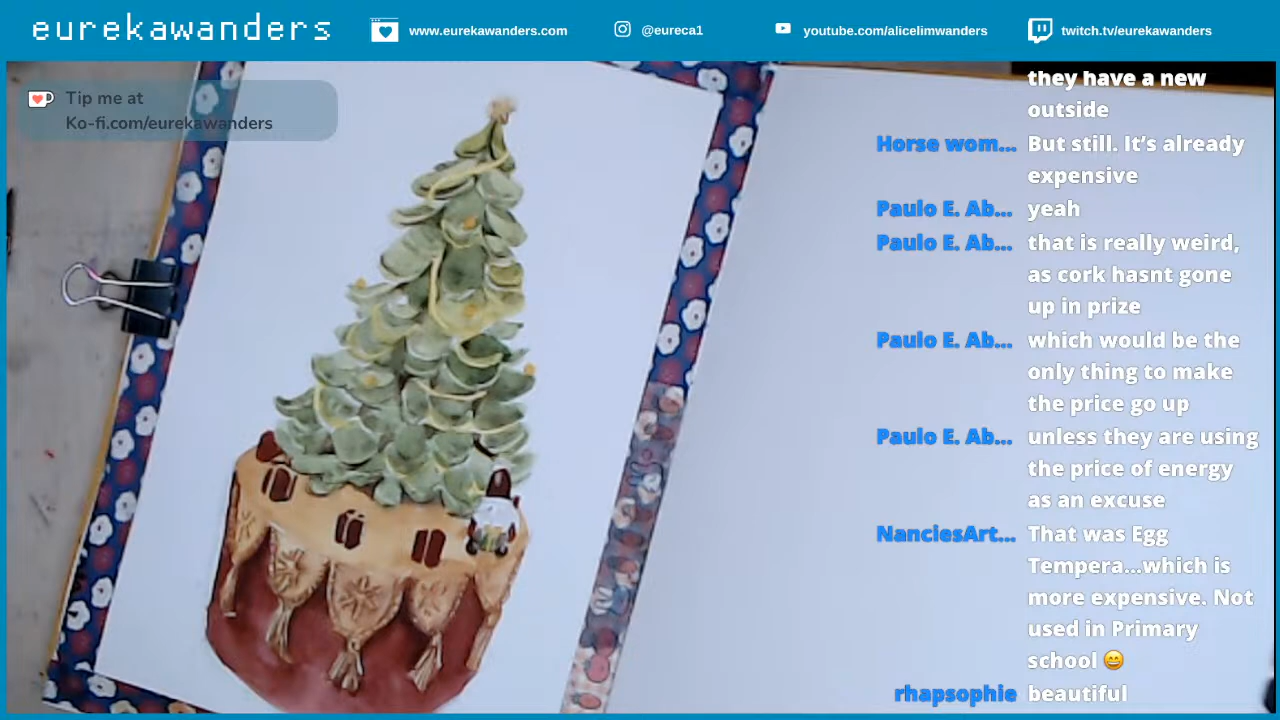 eurekawanders
www.eurekawanders.com
@eureca1
youtube.com/alicelimwanders
twitch.tv/eurekawanders
Tip me at
Ko-fi.com/eurekawanders
they have a new
outside
Horse wom... But still. It’s already
expensive
Paulo E. Ab... yeah
Paulo E. Ab... that is really weird,
as cork hasnt gone
up in prize
Paulo E. Ab... which would be the
only thing to make
the price go up
Paulo E. Ab... unless they are using
the price of energy
as an excuse
NanciesArt... That was Egg
Tempera...which is
more expensive. Not
used in Primary
school 😄
rhapsophie beautiful